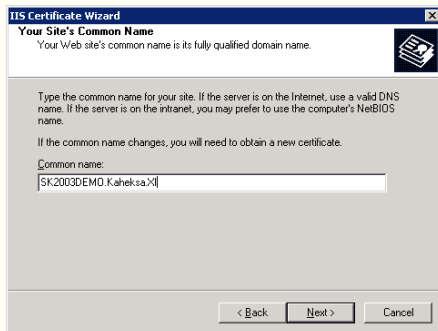 IIS Certificate Wizard
Your Site's Common Name
Your Web site's common name is its fully qualified domain name.
Type the common name for your site. If the server is on the Internet, use a valid DNS
name. If the server is on the intranet, you may prefer to use the computer's NetBIOS
name.
If the common name changes, you will need to obtain a new certificate.
Common name:
SK2003DEMO.Kaheksa.XI
< Back
Next >
Cancel